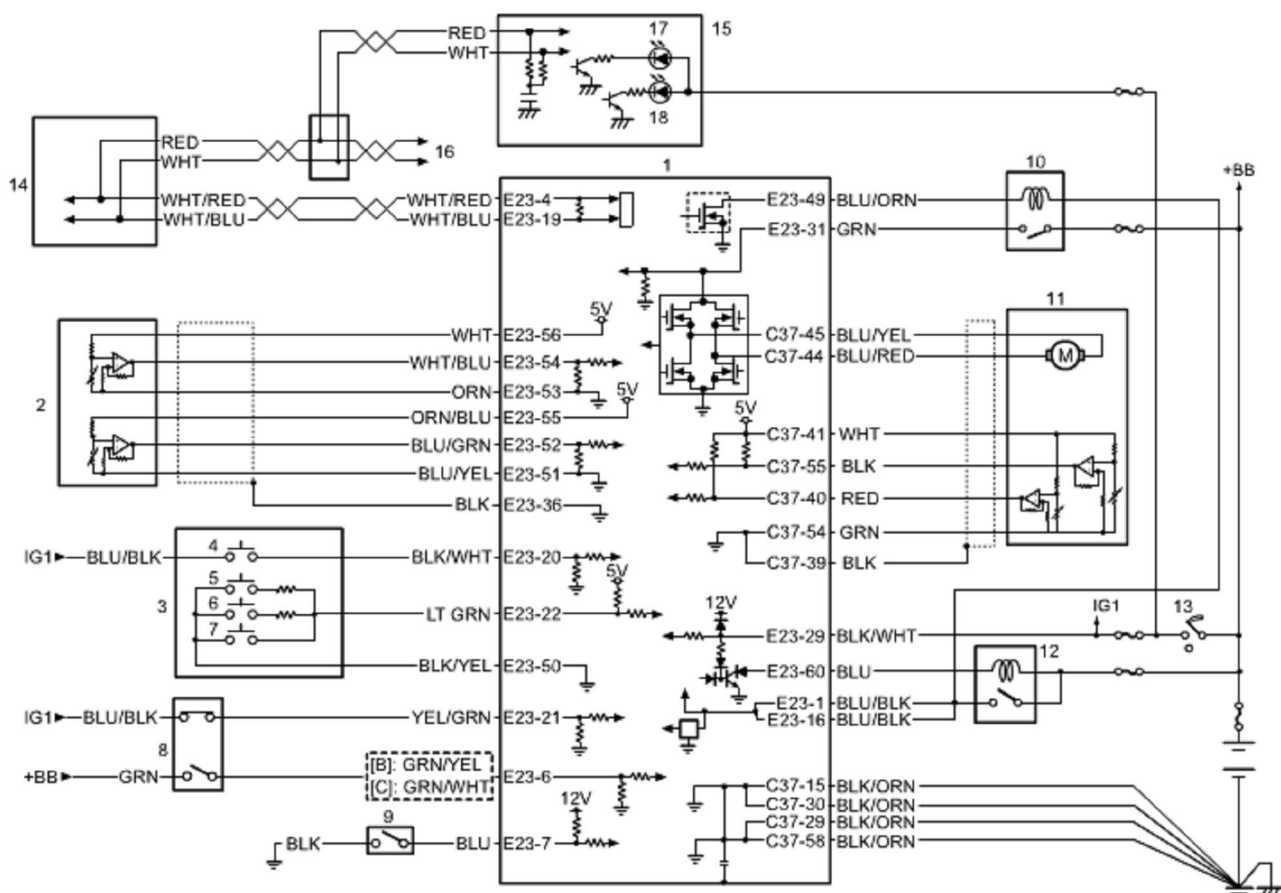 RED
WHT
17
15
18
RED
WHT
16
14
1
10
+BB
WHT/RED
WHT/RED
E23-4
WHT/BLU
WHT/BLU
E23-19
E23-49
BLU/ORN
E23-31
GRN
5V
11
WHT
E23-56
C37-45
BLU/YEL
WHT/BLU
E23-54
C37-44
BLU/RED
M
ORN
E23-53
2
5V
ORN/BLU
E23-55
5V
BLU/GRN
E23-52
C37-41
WHT
BLU/YEL
E23-51
C37-55
BLK
BLK
E23-36
C37-40
RED
C37-54
GRN
IG1
BLU/BLK
4
BLK/WHT
E23-20
C37-39
BLK
5
5V
3
6
LT GRN
E23-22
12V
IG1
13
7
E23-29
BLK/WHT
BLK/YEL
E23-50
E23-60
BLU
12
E23-1
BLU/BLK
IG1
BLU/BLK
YEL/GRN
E23-21
E23-16
BLU/BLK
8
[B]: GRN/YEL
+BB
GRN
E23-6
[C]: GRN/WHT
C37-15
BLK/ORN
12V
C37-30
BLK/ORN
9
C37-29
BLK/ORN
BLK
BLU
E23-7
C37-58
BLK/ORN